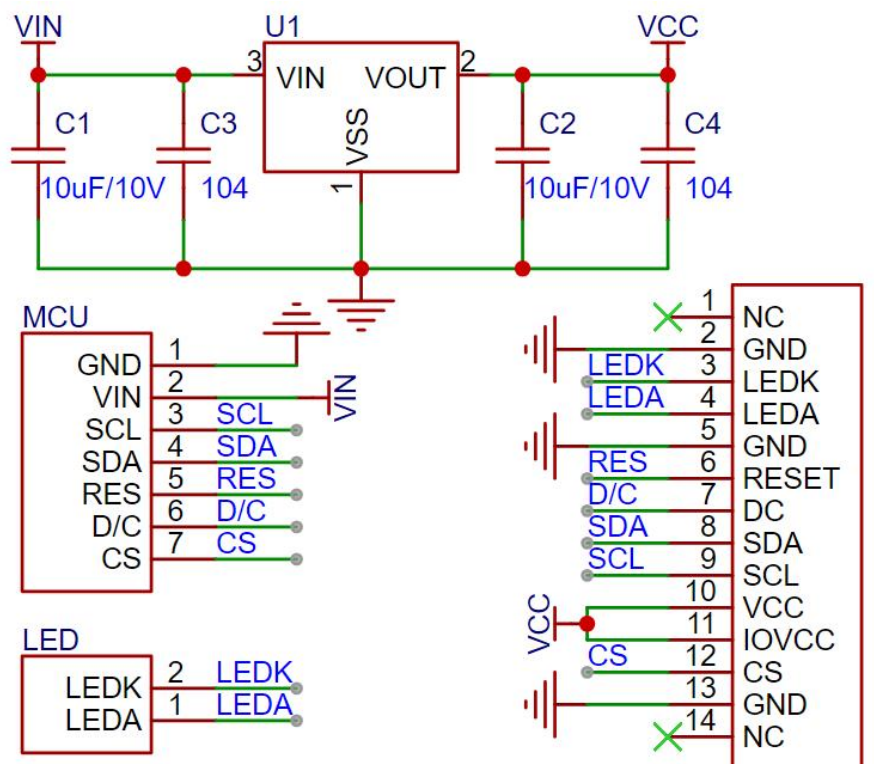 VIN
U1
VCC
3 VIN VOUT 2
VSS
1
C1
10uF/10V
C3
104
C2
10uF/10V
C4
104
MCU
GND 1
VIN 2 VIN
SCL 3 SCL
SDA 4 SDA
RES 5 RES
D/C 6 D/C
CS 7 CS
LED
LEDK 2 LEDK
LEDA 1 LEDA
1 NC
2 GND
LEDK 3 LEDK
LEDA 4 LEDA
5 GND
RES 6 RESET
D/C 7 DC
SDA 8 SDA
SCL 9 SCL
10 VCC
VCC
11 IOVCC
CS 12 CS
13 GND
14 NC